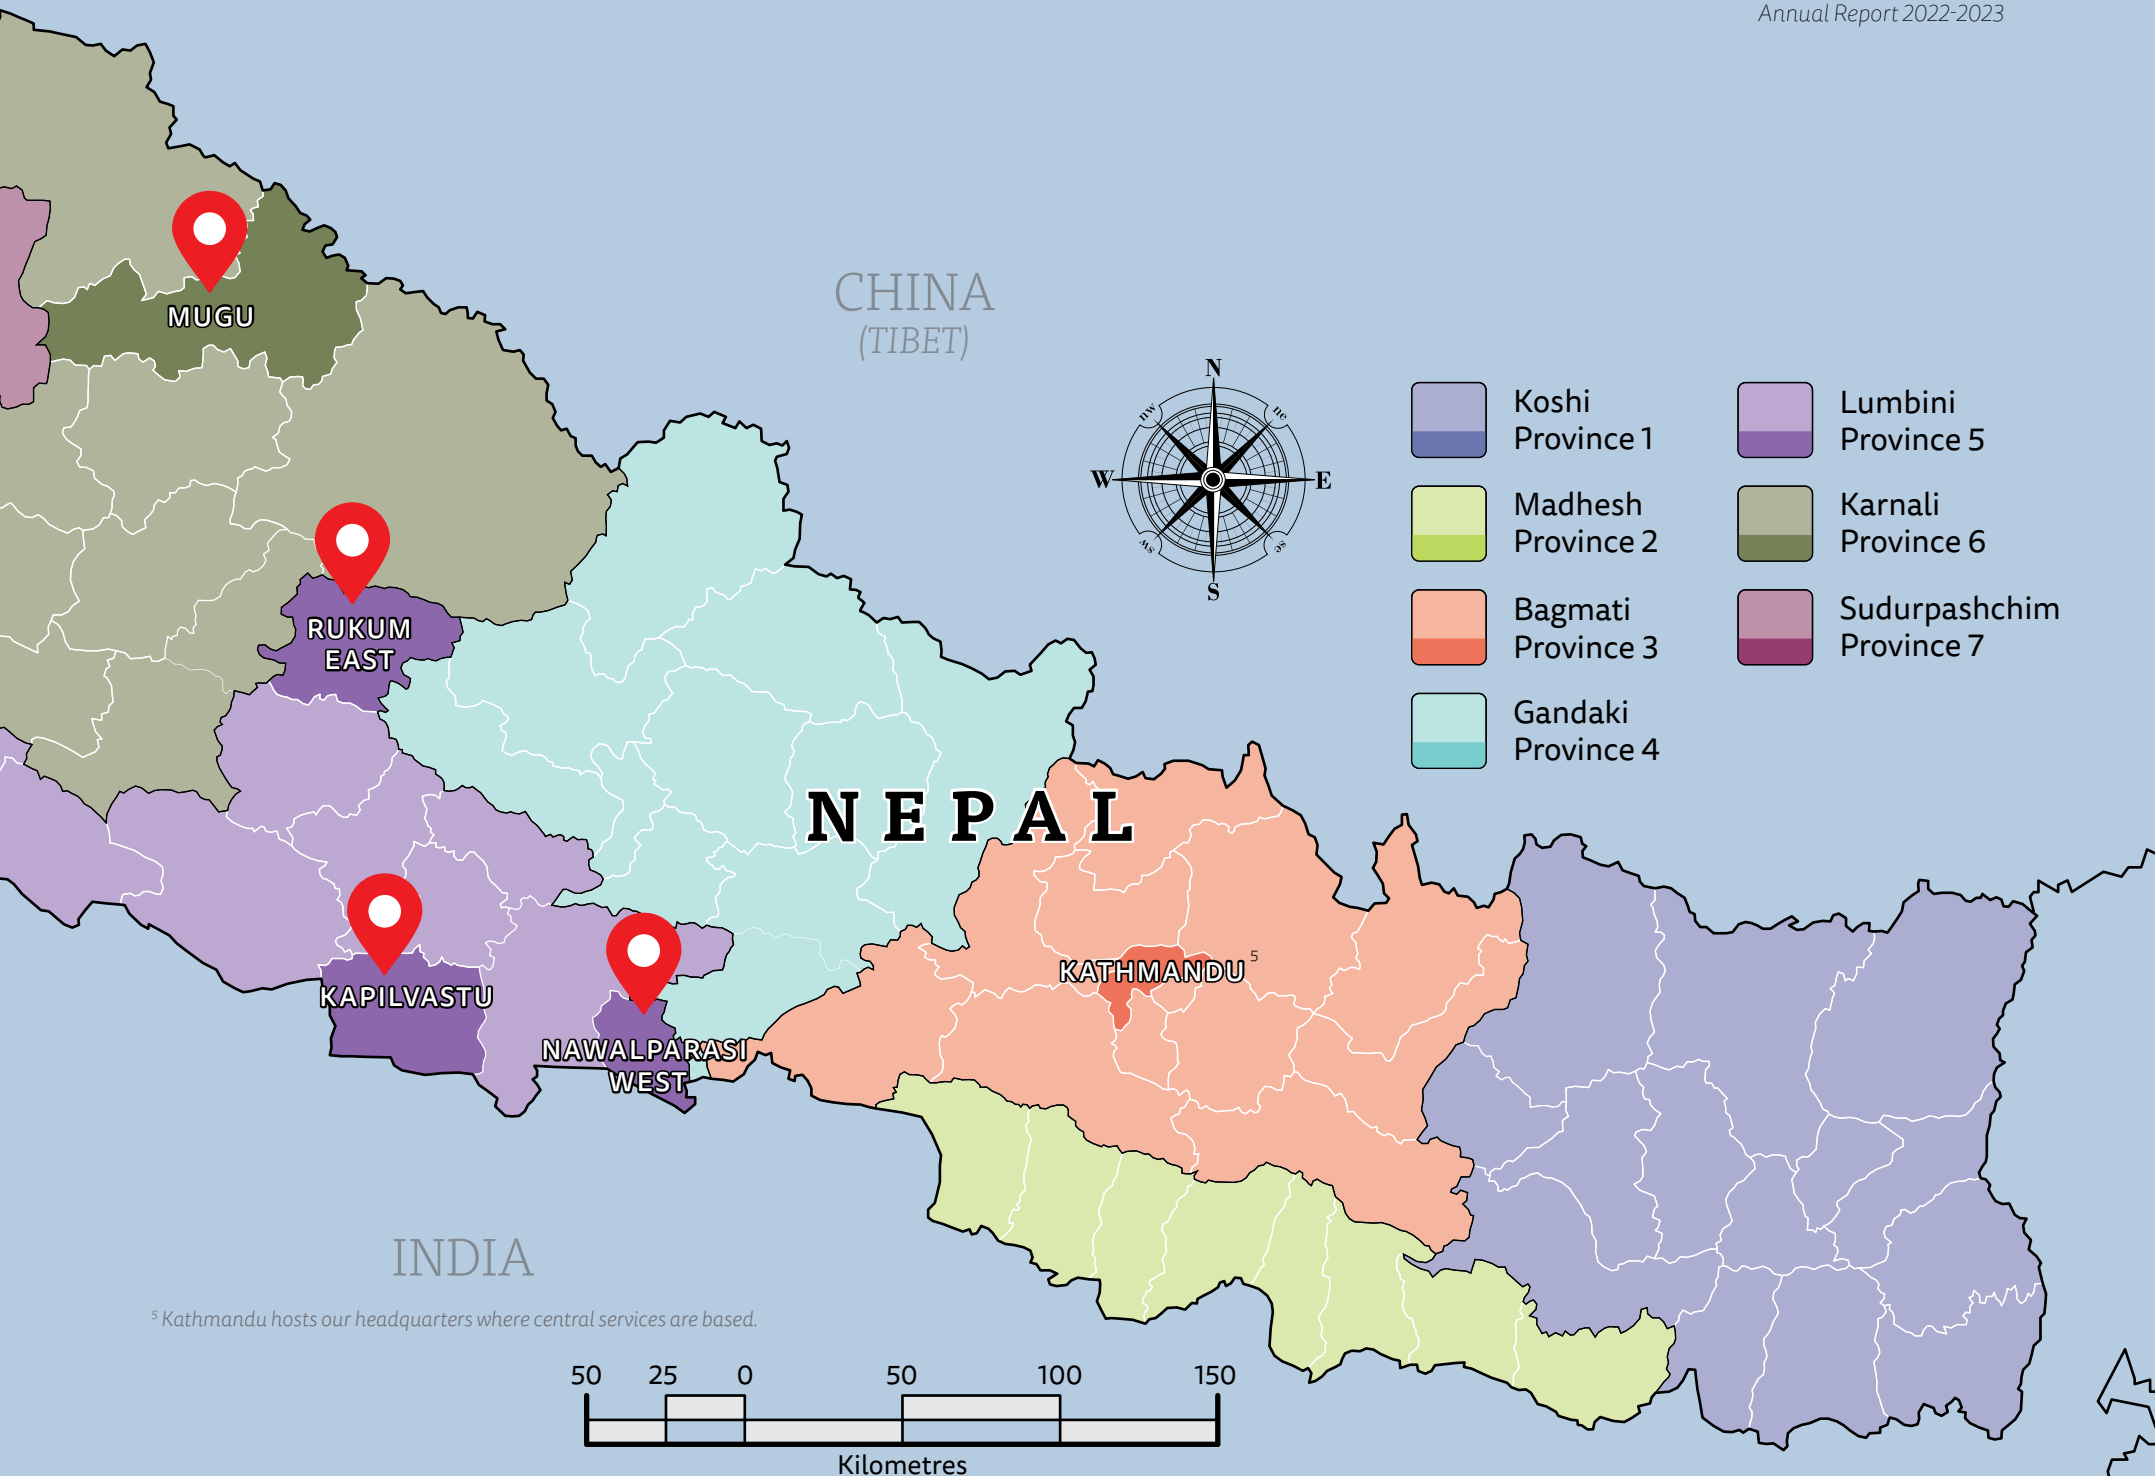 Annual Report 2022-2023
MUGU
CHINA
(TIBET)
N
nw
ne
W
E
sw
se
S
Koshi
Province 1
Lumbini
Province 5
Madhesh
Province 2
Karnali
Province 6
Bagmati
Province 3
Sudurpashchim
Province 7
Gandaki
Province 4
RUKUM
EAST
NEPAL
KATHMANDU 5
KAPILVASTU
NAWALPARASI
WEST
INDIA
5 Kathmandu hosts our headquarters where central services are based.
50 25 0 50 100 150
Kilometres